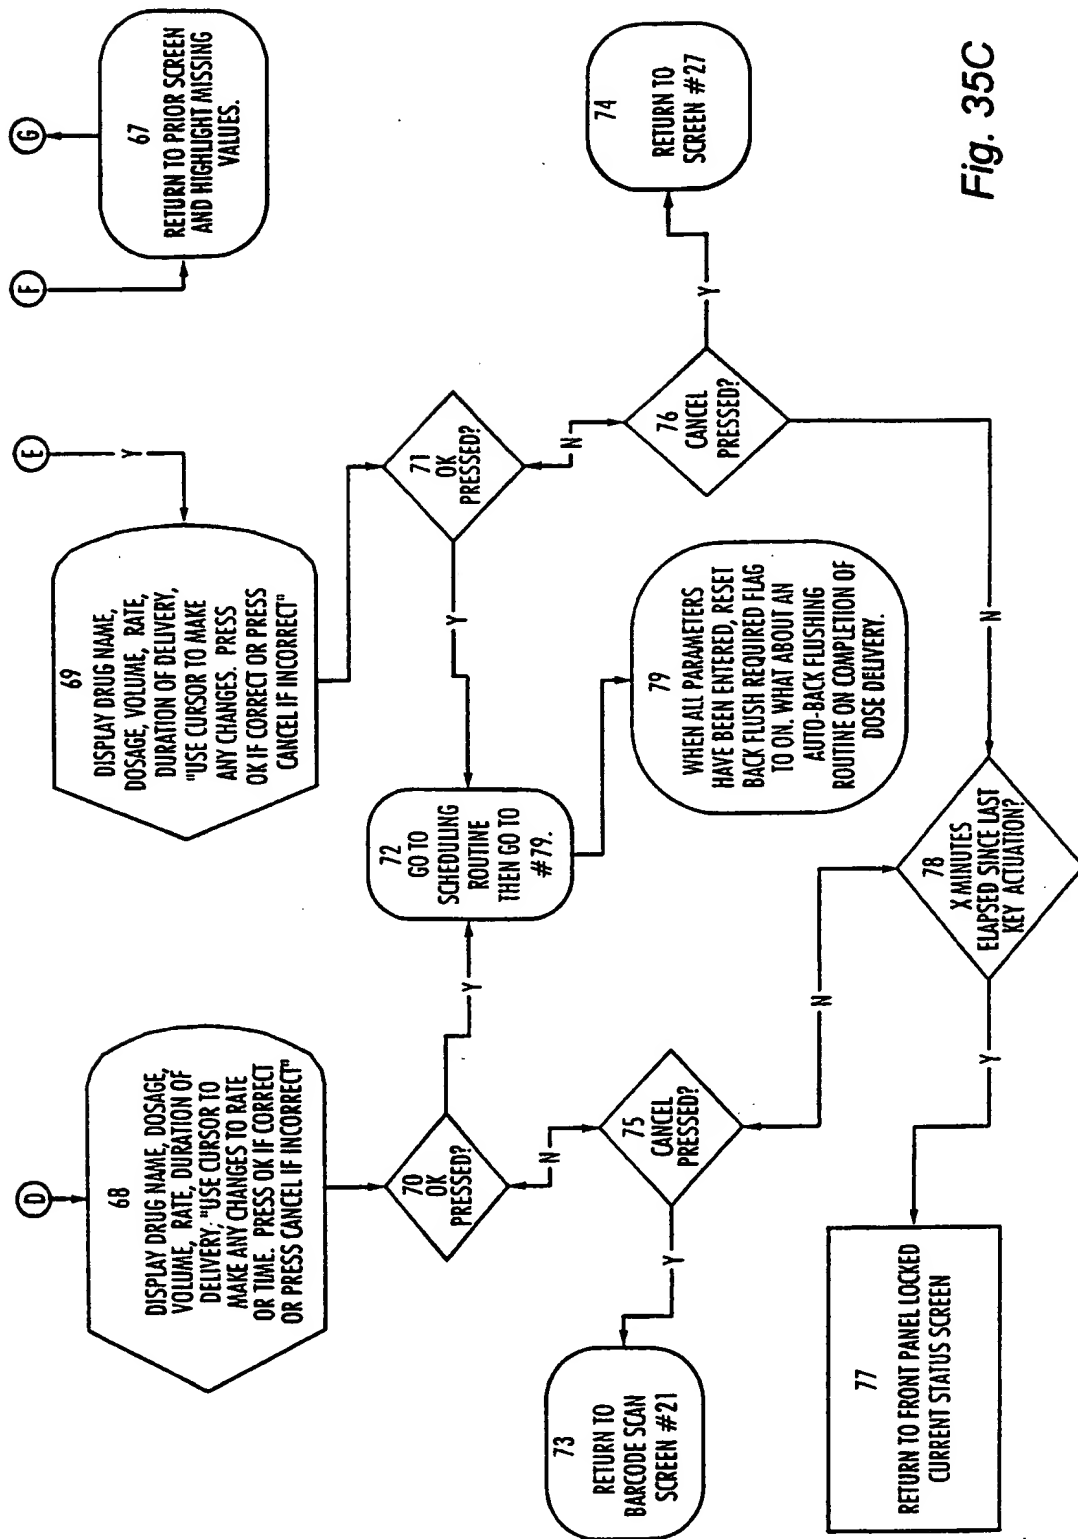 D
E
F
G
68
DISPLAY DRUG NAME, DOSAGE,
VOLUME, RATE, DURATION OF
DELIVERY, "USE CURSOR TO
MAKE ANY CHANGES TO RATE
OR TIME. PRESS OK IF CORRECT
OR PRESS CANCEL IF INCORRECT"
Y
69
DISPLAY DRUG NAME,
DOSAGE, VOLUME, RATE,
DURATION OF DELIVERY,
"USE CURSOR TO MAKE
ANY CHANGES. PRESS
OK IF CORRECT OR PRESS
CANCEL IF INCORRECT"
67
RETURN TO PRIOR SCREEN
AND HIGHLIGHT MISSING
VALUES.
70
OK
PRESSED?
Y
72
GO TO
SCHEDULING
ROUTINE
THEN GO TO
#79.
Y
71
OK
PRESSED?
N
N
73
RETURN TO
BARCODE SCAN
SCREEN #21
Y
75
CANCEL
PRESSED?
79
WHEN ALL PARAMETERS
HAVE BEEN ENTERED, RESET
BACK FLUSH REQUIRED FLAG
TO ON. WHAT ABOUT AN
AUTO-BACK FLUSHING
ROUTINE ON COMPLETION OF
DOSE DELIVERY.
76
CANCEL
PRESSED?
Y
74
RETURN TO
SCREEN #27
N
N
77
RETURN TO FRONT PANEL LOCKED
CURRENT STATUS SCREEN
Y
78
X MINUTES
ELAPSED SINCE LAST
KEY ACTUATION?
Fig. 35C